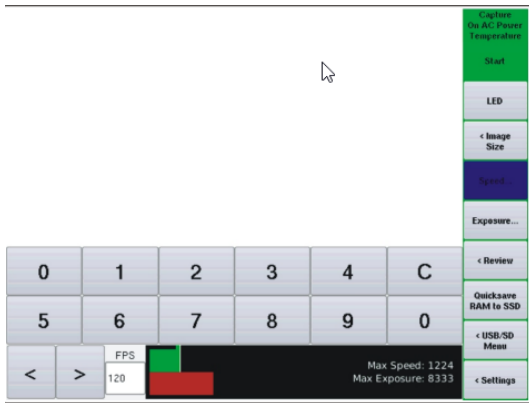 Capture
On AC Power
Temperature
Start
LED
< Image
Size
Speed...
Exposure...
< Review
Quicksave
RAM to SSD
< USB/SD
Menu
< Settings
0 1 2 3 4 C
5 6 7 8 9 0
< > FPS
120
Max Speed: 1224
Max Exposure: 8333